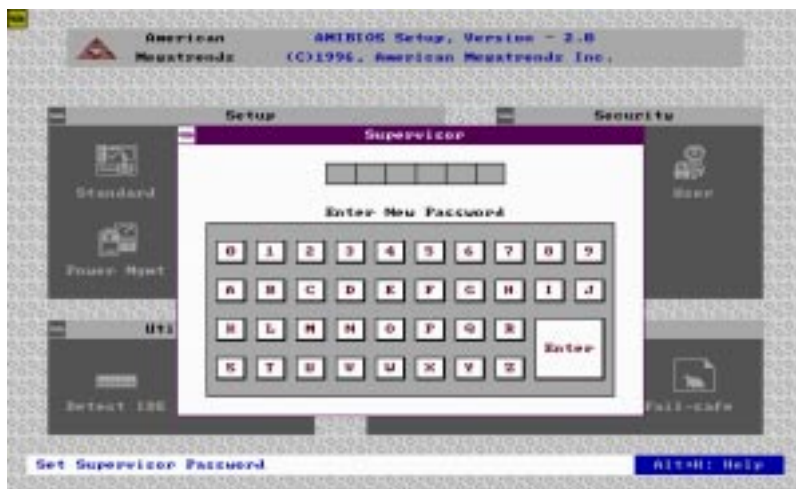 American Megatrends
AMIBIOS Setup, Version - 2.0
(C)1996, American Megatrends Inc.
Setup
Security
Supervisor
Standard
User
Enter New Password
0 1 2 3 4 5 6 7 8 9
Power Mgmt
A B C D E F G H I J
Uti
K L M N O P Q R
Enter
S T U V W X Y Z
Detect IDE
Fail-safe
Set Supervisor Password
Alt+H: Help